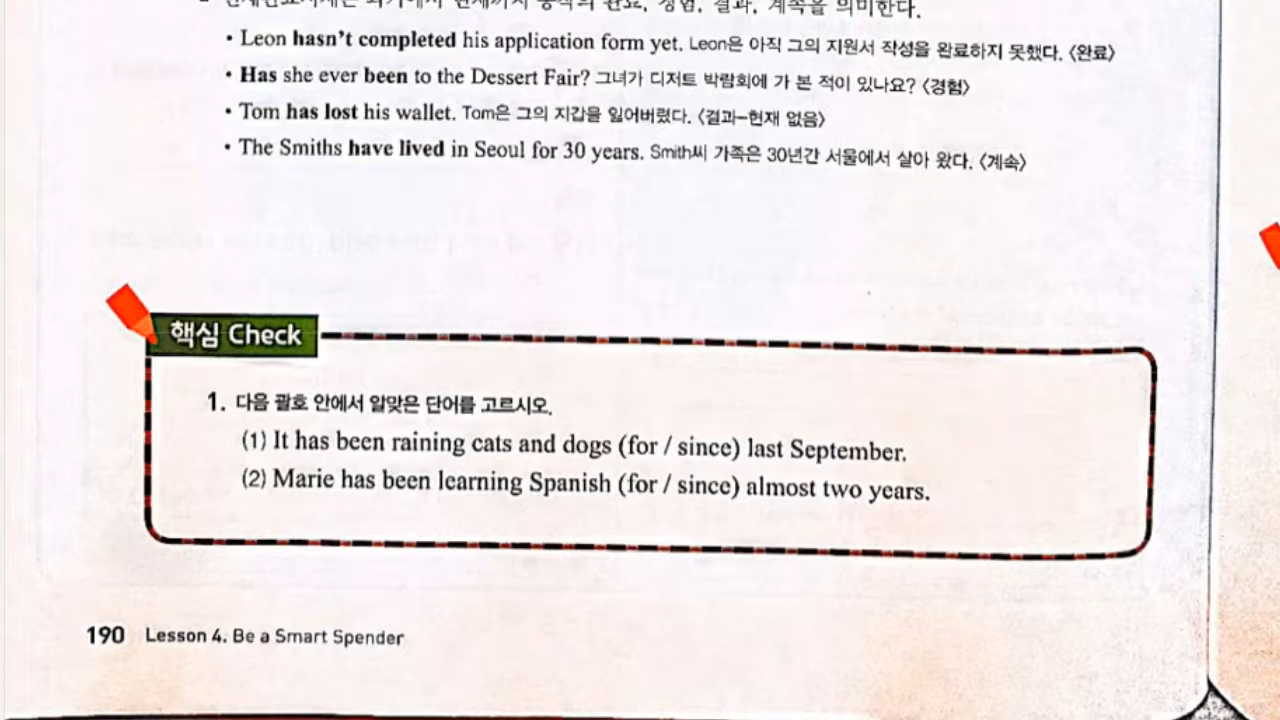 현재완료시제는 과거에서 현재까지 동작의 완료, 경험, 결과, 계속을 의미한다.
• Leon hasn't completed his application form yet. Leon은 아직 그의 지원서 작성을 완료하지 못했다. 〈완료〉
• Has she ever been to the Dessert Fair? 그녀가 디저트 박람회에 가 본 적이 있나요? 〈경험〉
• Tom has lost his wallet. Tom은 그의 지갑을 잃어버렸다. 〈결과-현재 없음〉
• The Smiths have lived in Seoul for 30 years. Smith씨 가족은 30년간 서울에서 살아 왔다. 〈계속〉
핵심 Check
1. 다음 괄호 안에서 알맞은 단어를 고르시오.
(1) It has been raining cats and dogs (for / since) last September.
(2) Marie has been learning Spanish (for / since) almost two years.
190 Lesson 4. Be a Smart Spender